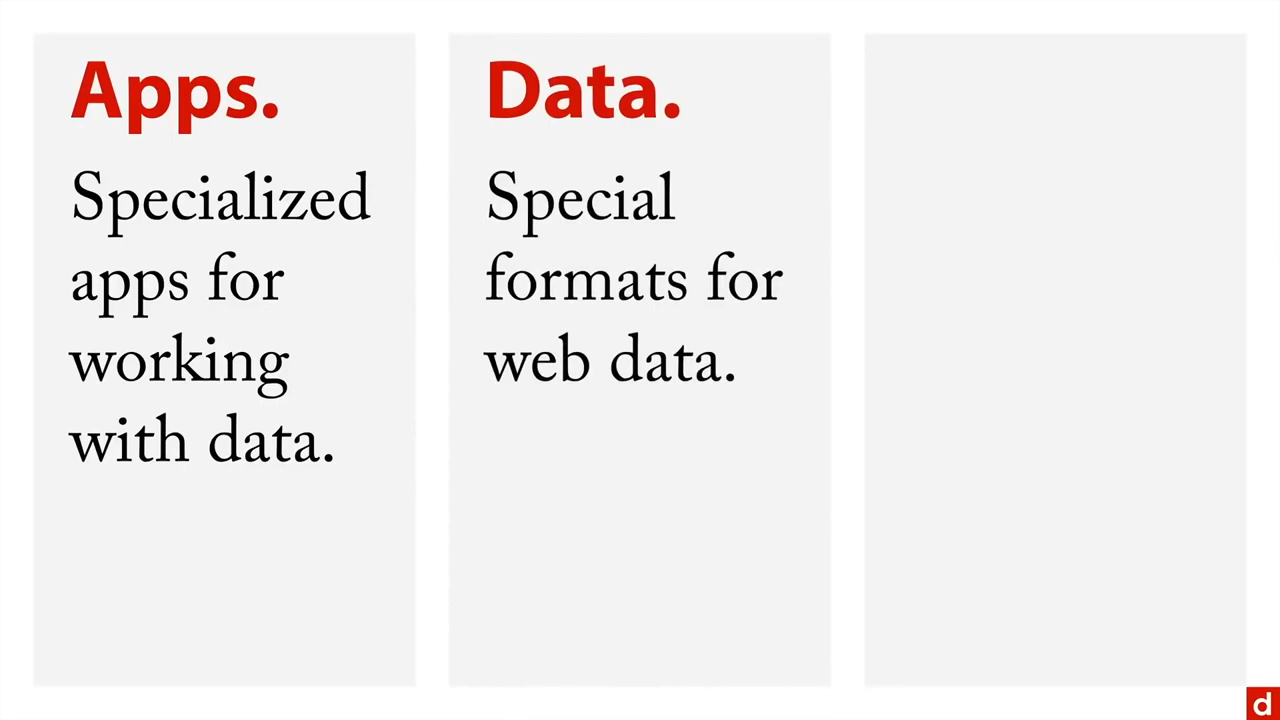 Apps.
Specialized
apps for
working
with data.
Data.
Special
formats for
web data.
d